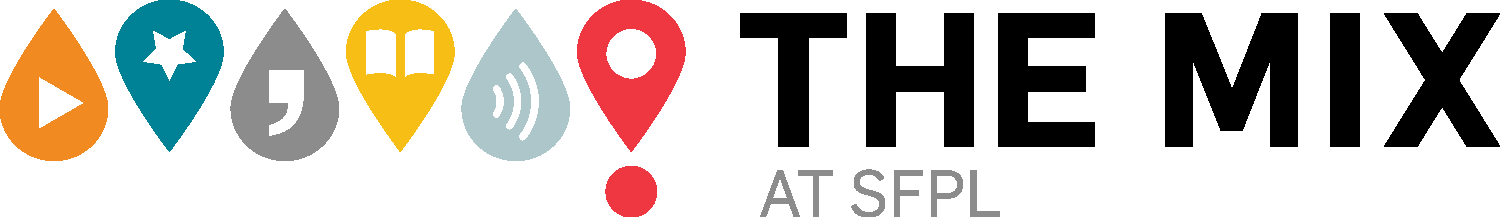 THE MIX
AT SFPL